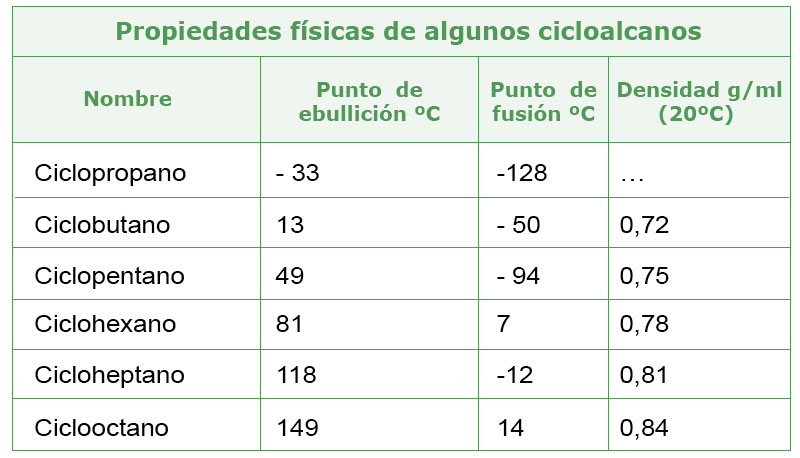 Propiedades físicas de algunos cicloalcanos
Nombre
Punto de
ebullición ºC
Punto de
fusión ºC
Densidad g/ml
(20ºC)
Ciclopropano - 33 -128 …
Ciclobutano 13 - 50 0,72
Ciclopentano 49 - 94 0,75
Ciclohexano 81 7 0,78
Cicloheptano 118 -12 0,81
Ciclooctano 149 14 0,84